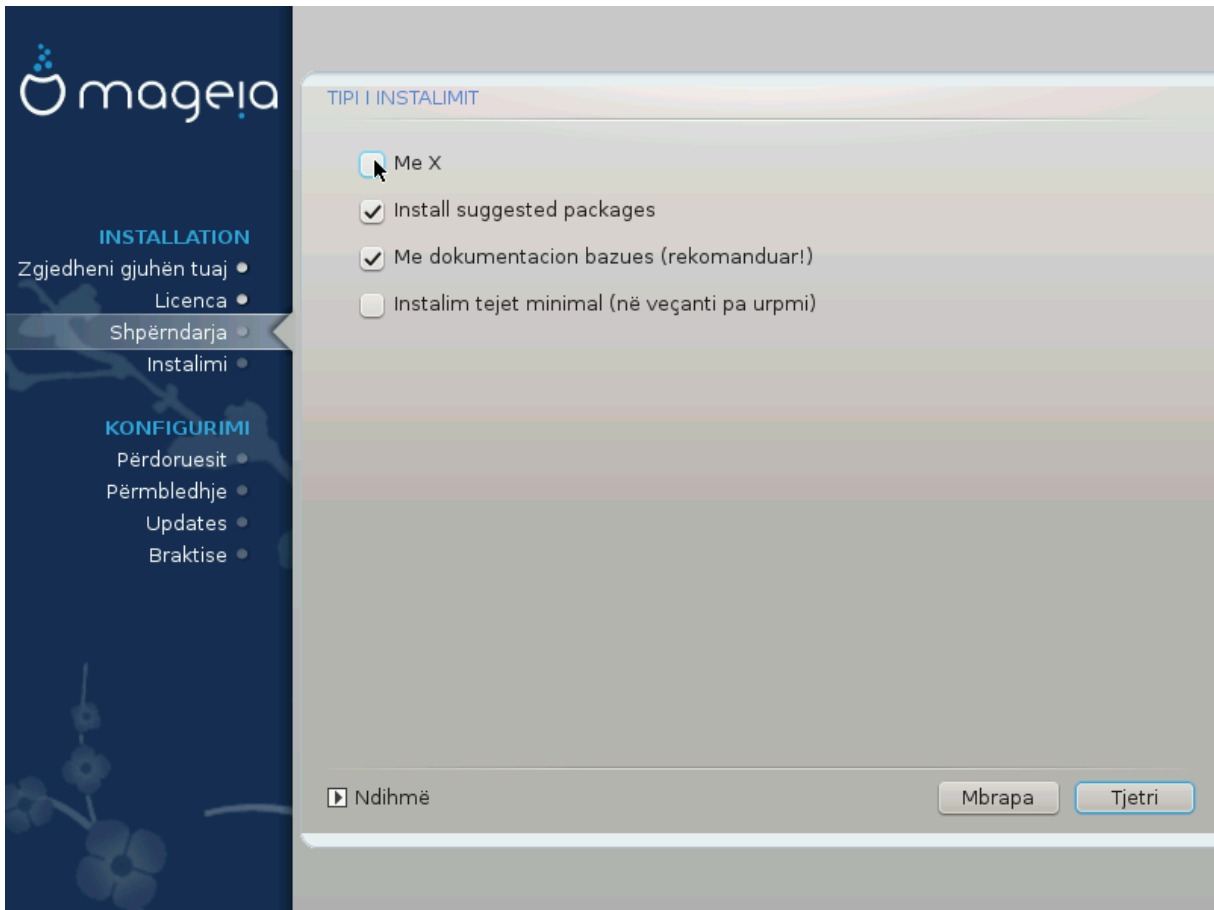 mageia
INSTALLATION
Zgjedheni gjuhën tuaj
Licenca
Shpërndarja
Instalimi
KONFIGURIMI
Përdoruesit
Përmbledhje
Updates
Braktise
TIPI I INSTALIMIT
Me X
Install suggested packages
Me dokumentacion bazues (rekomanduar!)
Instalim tejet minimal (në veçanti pa urpmi)
Ndihmë
Mbrapa
Tjetri